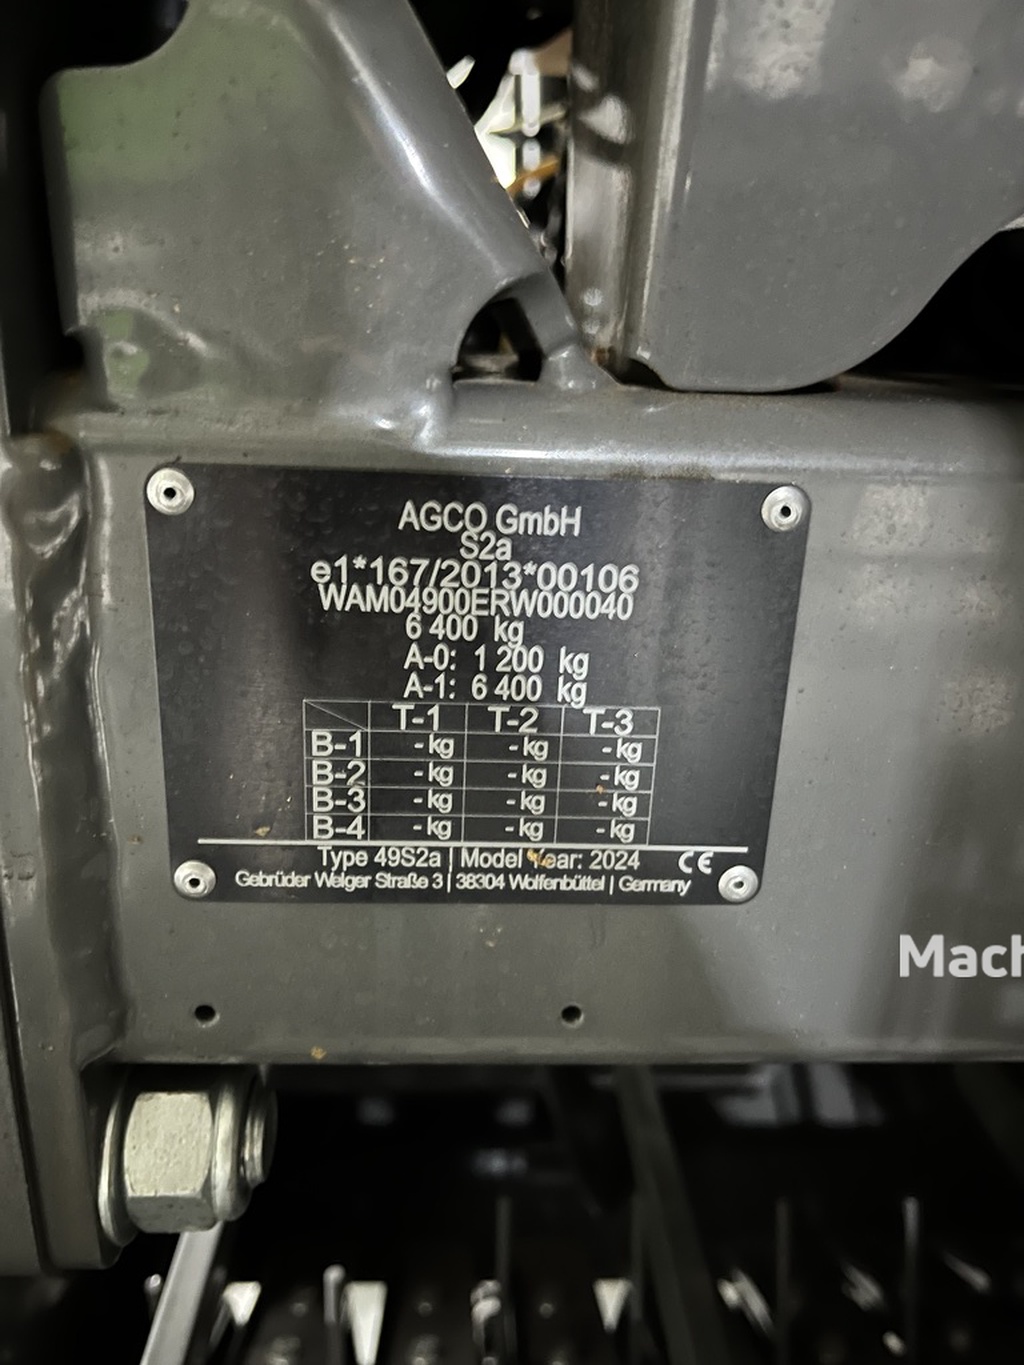 AGCO GmbH
S2a
e1*167/2013*00106
WAM04900ERW000040
6 400 kg
A-0: 1 200 kg
A-1: 6 400 kg
T-1 T-2 T-3
B-1 - kg - kg - kg
B-2 - kg - kg - kg
B-3 - kg - kg - kg
B-4 - kg - kg - kg
Type 49S2a | Model Year: 2024 CE
Gebrüder Welger Straße 3 | 38304 Wolfenbüttel | Germany
Mach